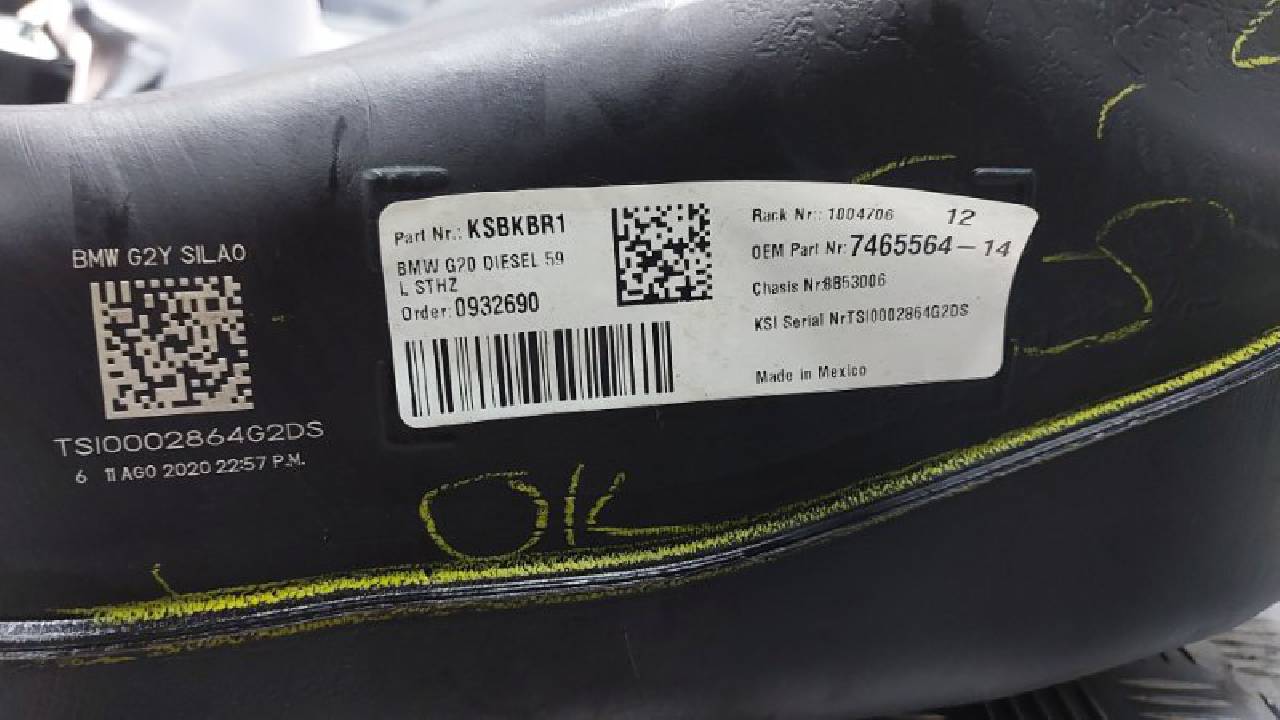 BMW G2Y SILAO
TSI0002864G2DS
6 11 AGO 2020 22:57 P.M.
Part Nr.: KSBKBR1
BMW G20 DIESEL 59
L STHZ
Order: 0932690
Rack Nr.: 1004706 12
OEM Part Nr: 7465564-14
Chasis Nr:8B53006
KSI Serial NrTSI0002864G2DS
Made in Mexico
OK